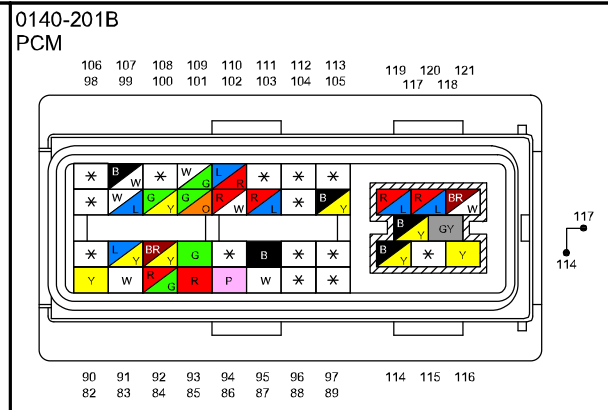 0140-201B
PCM
106 107 108 109 110 111 112 113
98 99 100 101 102 103 104 105
119 120 121
117 118
* B W * W G L R * * *
* W L G Y G O R W R L * B Y
R L R L BR W
B Y GY
* L Y BR Y G * B * *
B Y * Y
Y W R G R P W * *
117
114
90 91 92 93 94 95 96 97
82 83 84 85 86 87 88 89
114 115 116